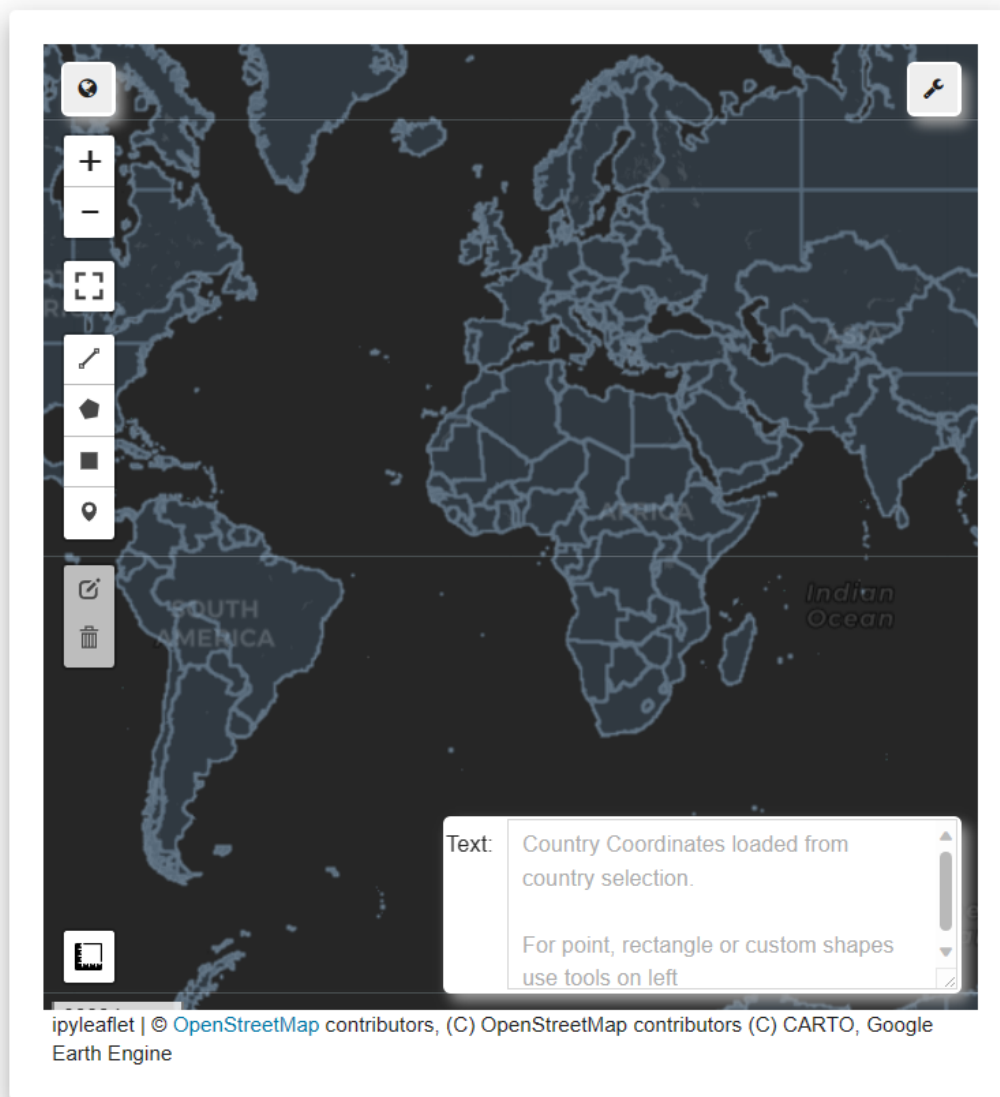 ASIA
AFRICA
Indian
Ocean
SOUTH
AMERICA
Text:
Country Coordinates loaded from
country selection.
For point, rectangle or custom shapes
use tools on left
ipyleaflet | © OpenStreetMap contributors, (C) OpenStreetMap contributors (C) CARTO, Google
Earth Engine